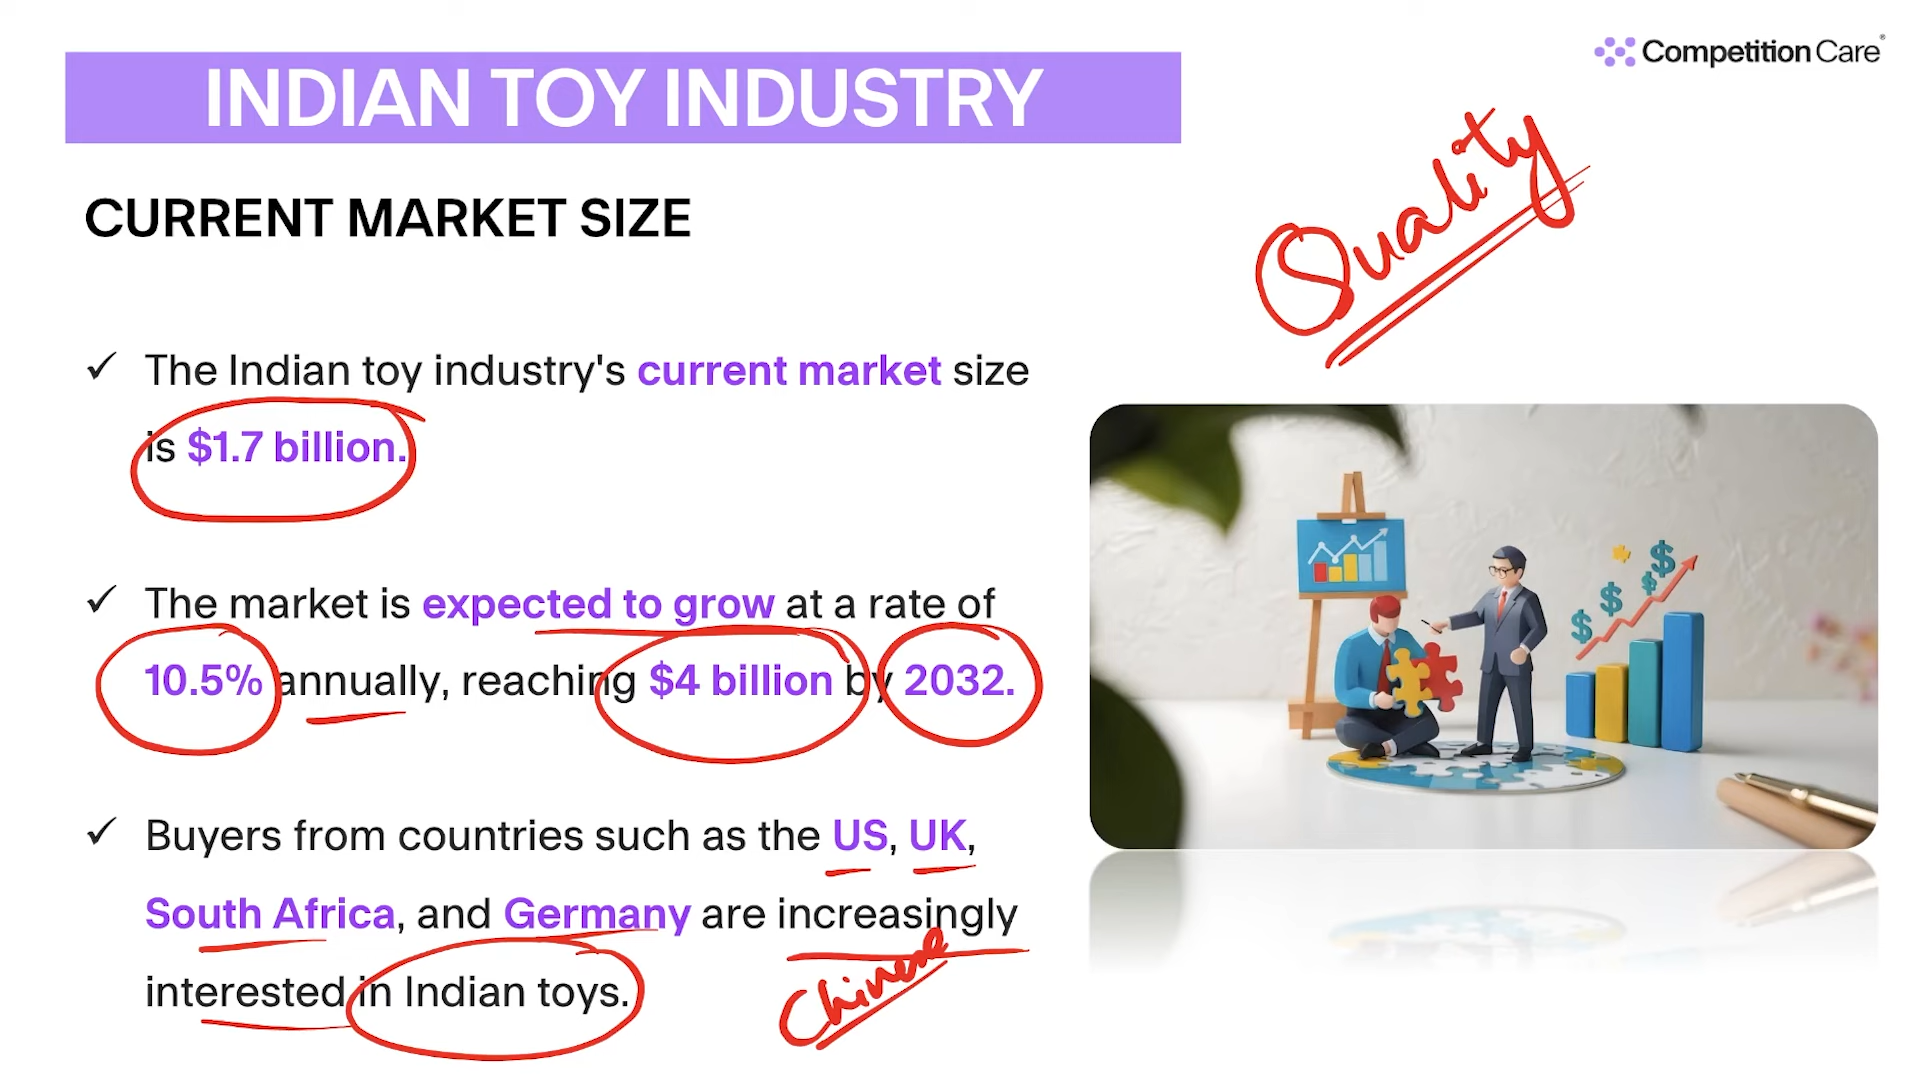 Competition Care®
INDIAN TOY INDUSTRY
Quality
CURRENT MARKET SIZE
✓ The Indian toy industry's current market size
is $1.7 billion.
✓ The market is expected to grow at a rate of
10.5% annually, reaching $4 billion by 2032.
✓ Buyers from countries such as the US, UK,
South Africa, and Germany are increasingly
interested in Indian toys.
Chinese